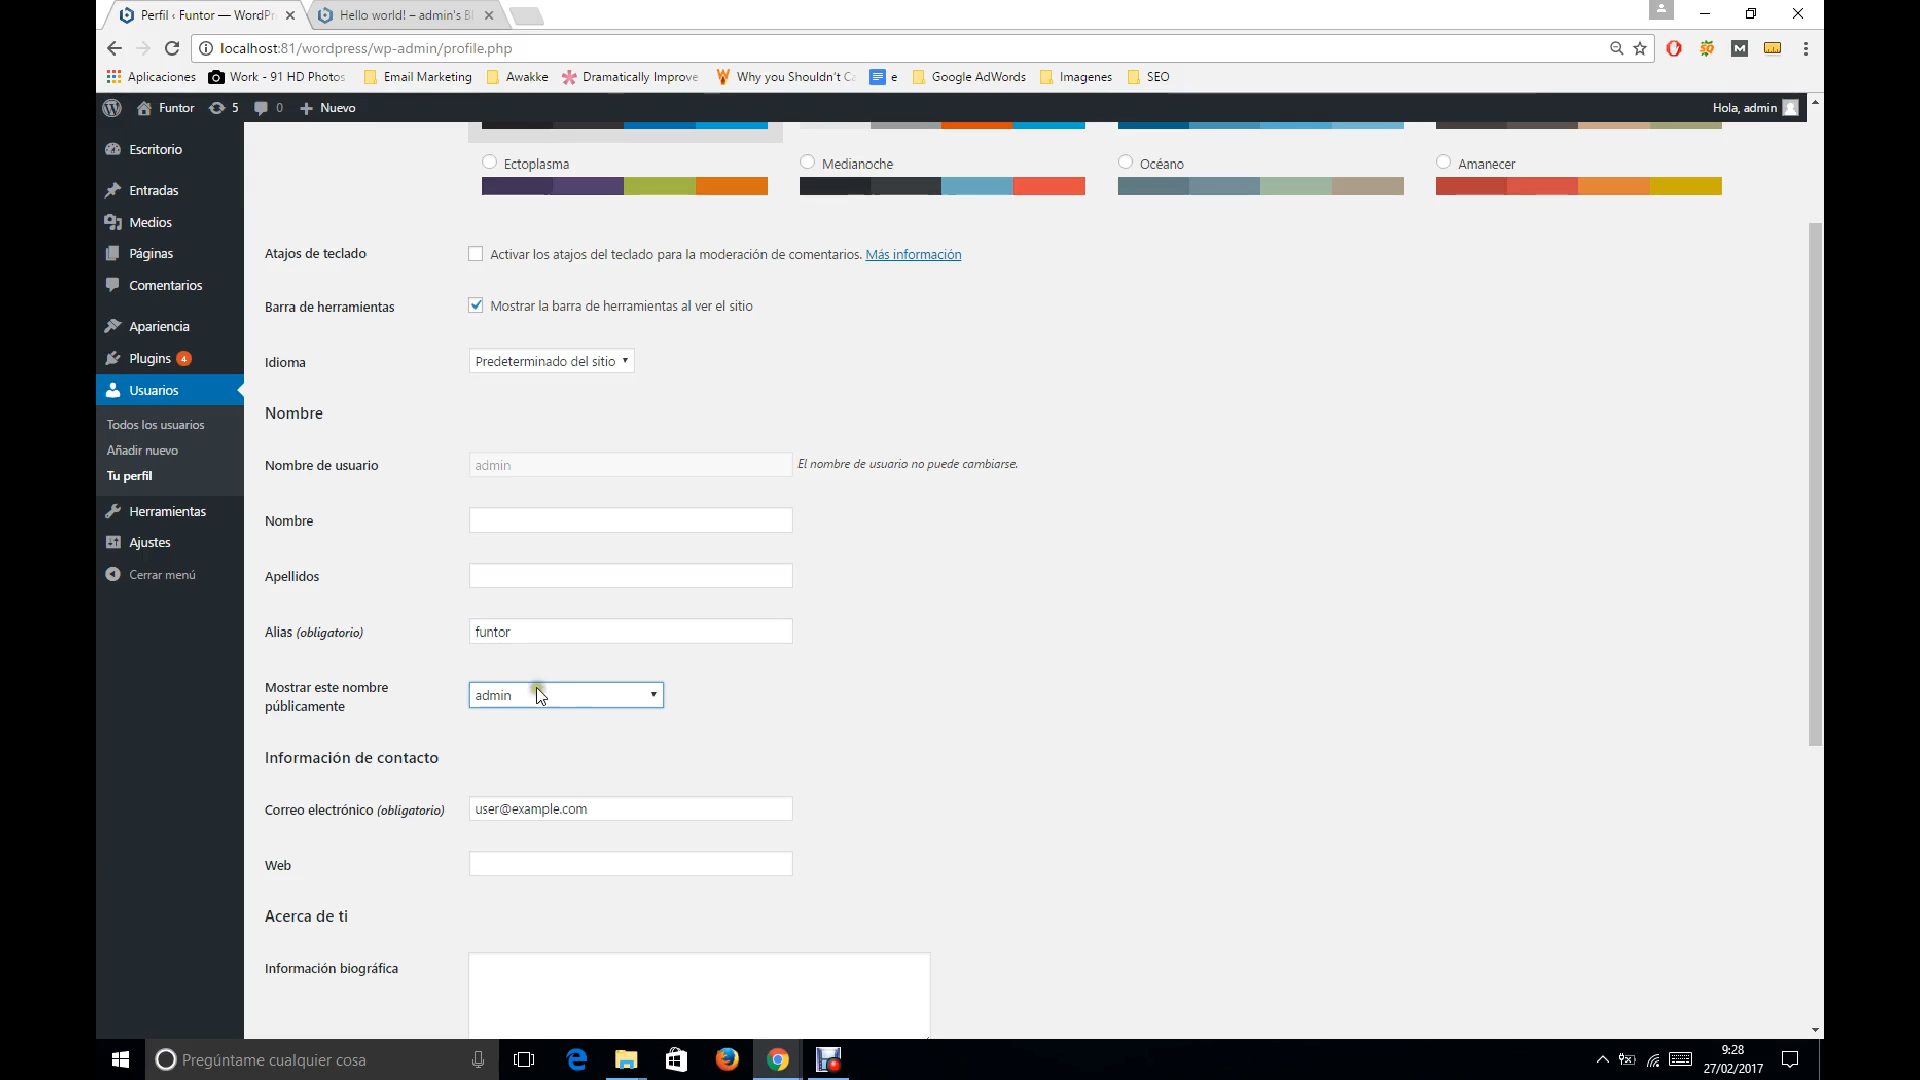 Perfil ‹ Funtor — WordPr
Hello world! – admin's Bl
localhost:81/wordpress/wp-admin/profile.php
Aplicaciones
Work - 91 HD Photos
Email Marketing
Awakke
Dramatically Improve
Why you Shouldn't Ca
e
Google AdWords
Imagenes
SEO
Funtor
5
0
Nuevo
Hola, admin
Escritorio
Entradas
Medios
Páginas
Comentarios
Apariencia
Plugins 4
Usuarios
Todos los usuarios
Añadir nuevo
Tu perfil
Herramientas
Ajustes
Cerrar menú
Ectoplasma
Medianoche
Océano
Amanecer
Atajos de teclado
Activar los atajos del teclado para la moderación de comentarios. Más información
Barra de herramientas
Mostrar la barra de herramientas al ver el sitio
Idioma
Predeterminado del sitio
Nombre
Nombre de usuario
admin
El nombre de usuario no puede cambiarse.
Nombre
Apellidos
Alias (obligatorio)
funtor
Mostrar este nombre
públicamente
admin
Información de contacto
Correo electrónico (obligatorio)
user@example.com
Web
Acerca de ti
Información biográfica
Pregúntame cualquier cosa
9:28
27/02/2017